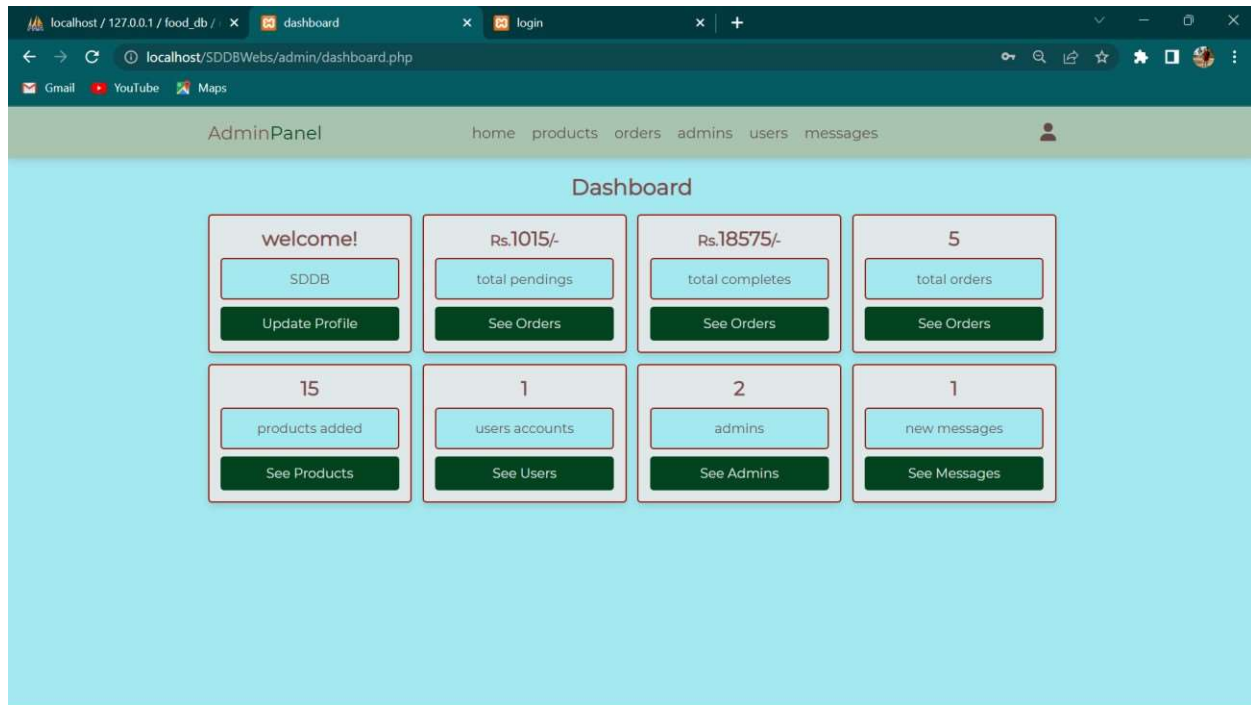 localhost / 127.0.0.1 / food_db /
dashboard
login
localhost/SDDBWebs/admin/dashboard.php
Gmail YouTube Maps
AdminPanel home products orders admins users messages
Dashboard
welcome!
SDDB
Update Profile
Rs.1015/-
total pendings
See Orders
Rs.18575/-
total completes
See Orders
5
total orders
See Orders
15
products added
See Products
1
users accounts
See Users
2
admins
See Admins
1
new messages
See Messages